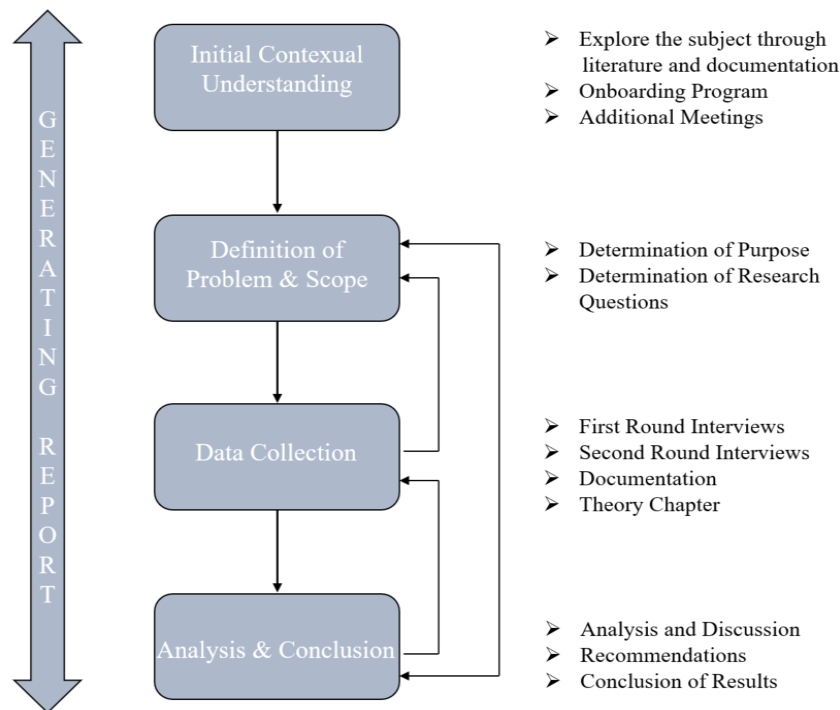 GENERATING REPORT
Initial Contexual
Understanding
➢ Explore the subject through
literature and documentation
➢ Onboarding Program
➢ Additional Meetings
Definition of
Problem & Scope
➢ Determination of Purpose
➢ Determination of Research
Questions
Data Collection
➢ First Round Interviews
➢ Second Round Interviews
➢ Documentation
➢ Theory Chapter
Analysis & Conclusion
➢ Analysis and Discussion
➢ Recommendations
➢ Conclusion of Results